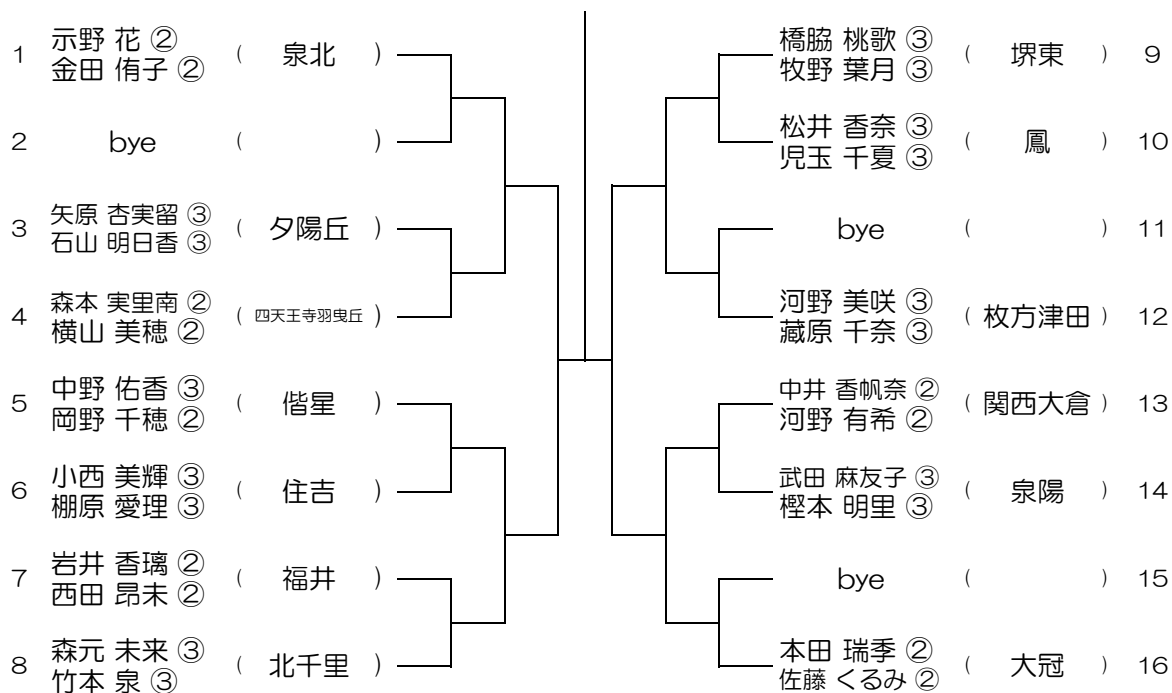 1 示野 花 ② ( 泉北 )
金田 侑子 ②
2 bye ( )
3 矢原 杏実留 ③ ( 夕陽丘 )
石山 明日香 ③
4 森本 実里南 ② ( 四天王寺羽曳丘 )
横山 美穂 ②
5 中野 佑香 ③ ( 偕星 )
岡野 千穂 ②
6 小西 美輝 ③ ( 住吉 )
棚原 愛理 ③
7 岩井 香璃 ② ( 福井 )
西田 昂未 ②
8 森元 未来 ③ ( 北千里 )
竹本 泉 ③
橋脇 桃歌 ③ ( 堺東 ) 9
牧野 葉月 ③
松井 香奈 ③ ( 鳳 ) 10
児玉 千夏 ③
bye ( ) 11
河野 美咲 ③ ( 枚方津田 ) 12
藏原 千奈 ③
中井 香帆奈 ② ( 関西大倉 ) 13
河野 有希 ②
武田 麻友子 ③ ( 泉陽 ) 14
樫本 明里 ③
bye ( ) 15
本田 瑞季 ② ( 大冠 ) 16
佐藤 くるみ ②